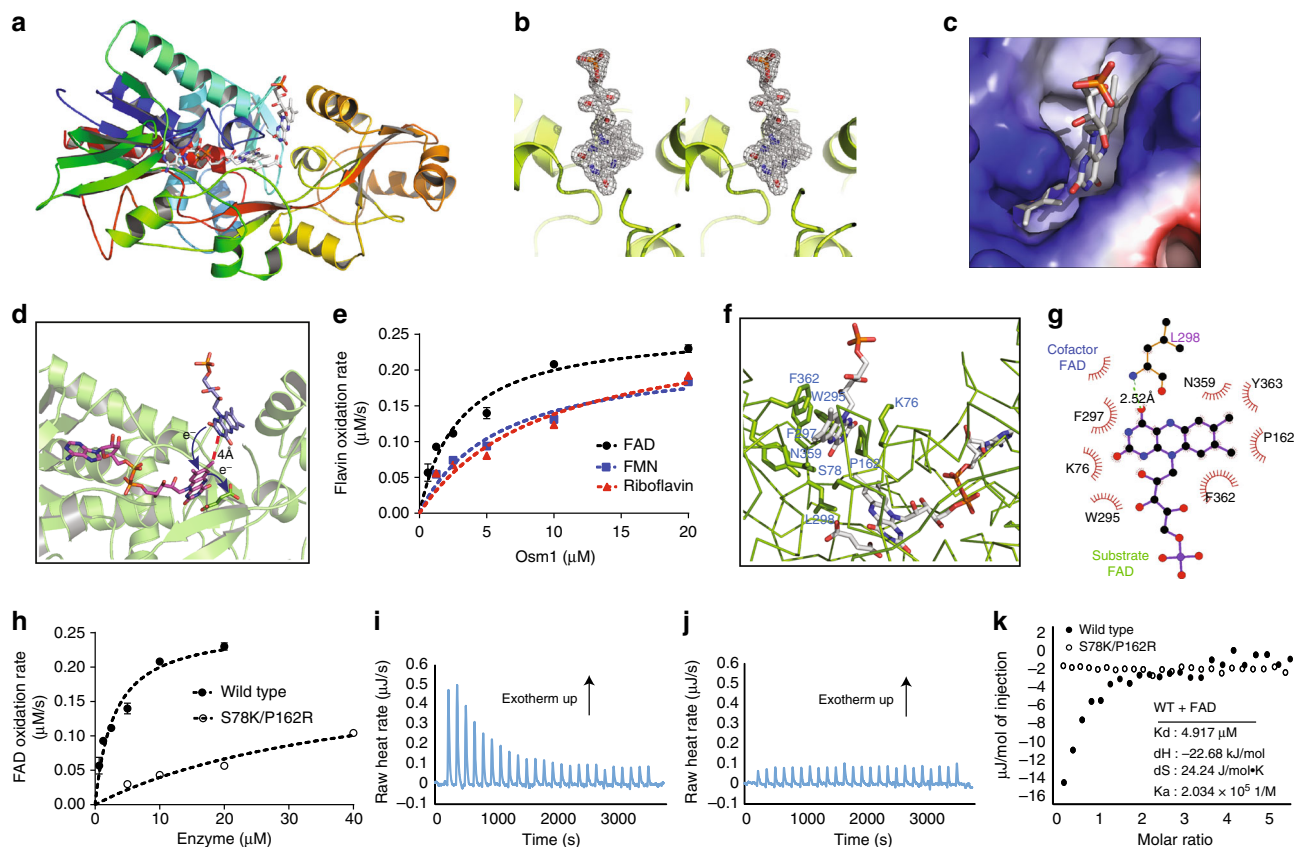 a
b
c
d
e–
4Å
e–
e
Flavin oxidation rate
(μM/s)
0.25
0.20
0.15
0.10
0.05
0.00
0
5
10
15
20
Osm1 (μM)
FAD
FMN
Riboflavin
f
F362
W295
K76
F297
N359
S78
P162
L298
g
L298
Cofactor
FAD
2.52Å
N359
Y363
F297
P162
K76
F362
W295
Substrate
FAD
h
FAD oxidation rate
(μM/s)
0.25
0.20
0.15
0.10
0.05
0.00
0
10
20
30
40
Enzyme (μM)
Wild type
S78K/P162R
i
Raw heat rate (μJ/s)
0.6
0.5
0.4
0.3
0.2
0.1
0
–0.1
Exotherm up
0
1000
2000
3000
Time (s)
j
Raw heat rate (μJ/s)
0.6
0.5
0.4
0.3
0.2
0.1
0
–0.1
Exotherm up
0
1000
2000
3000
Time (s)
k
μJ/mol of injection
2
0
–2
–4
–6
–8
–10
–12
–14
–16
Wild type
S78K/P162R
WT + FAD
Kd : 4.917 μM
dH : –22.68 kJ/mol
dS : 24.24 J/mol•K
Ka : 2.034 × 10⁵ 1/M
0
1
2
3
4
5
Molar ratio